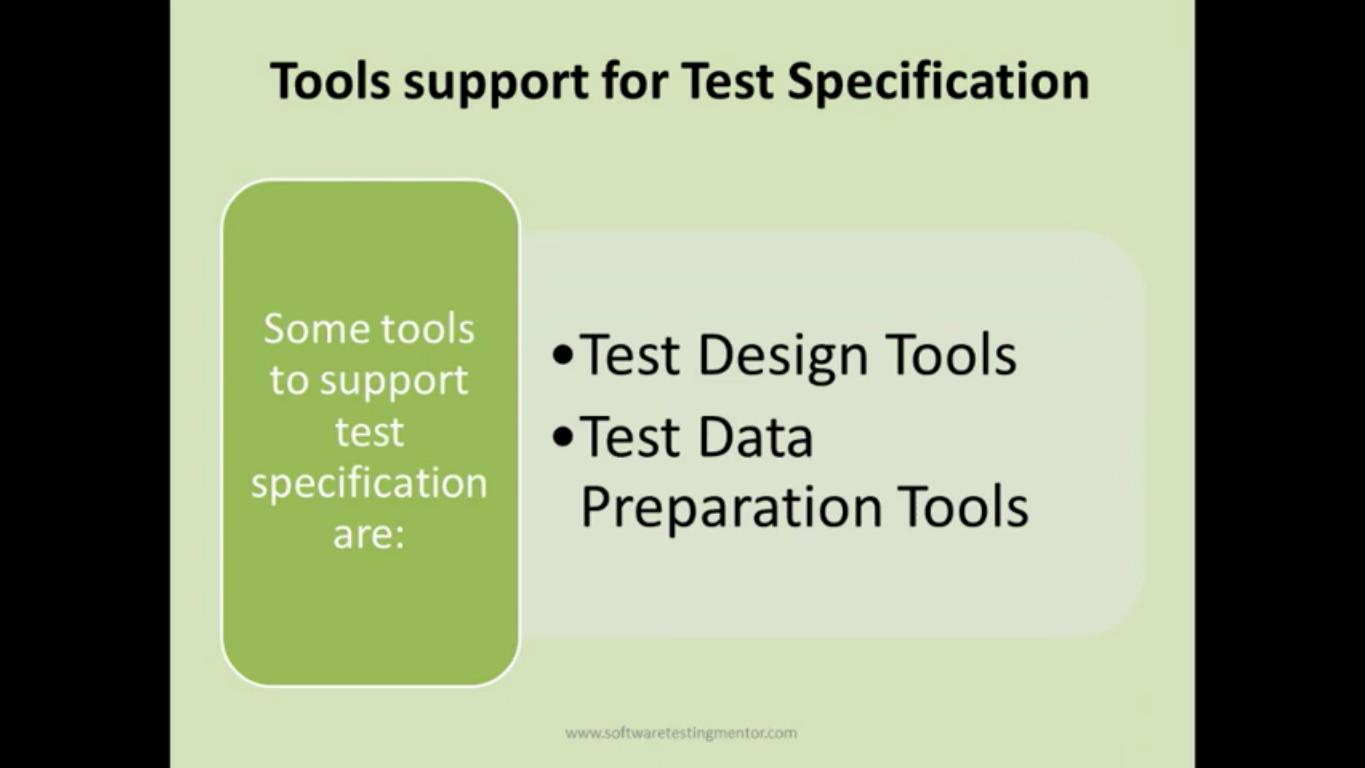 Tools support for Test Specification
Some tools
to support
test
specification
are:
•Test Design Tools
•Test Data
Preparation Tools
www.softwaretestingmentor.com